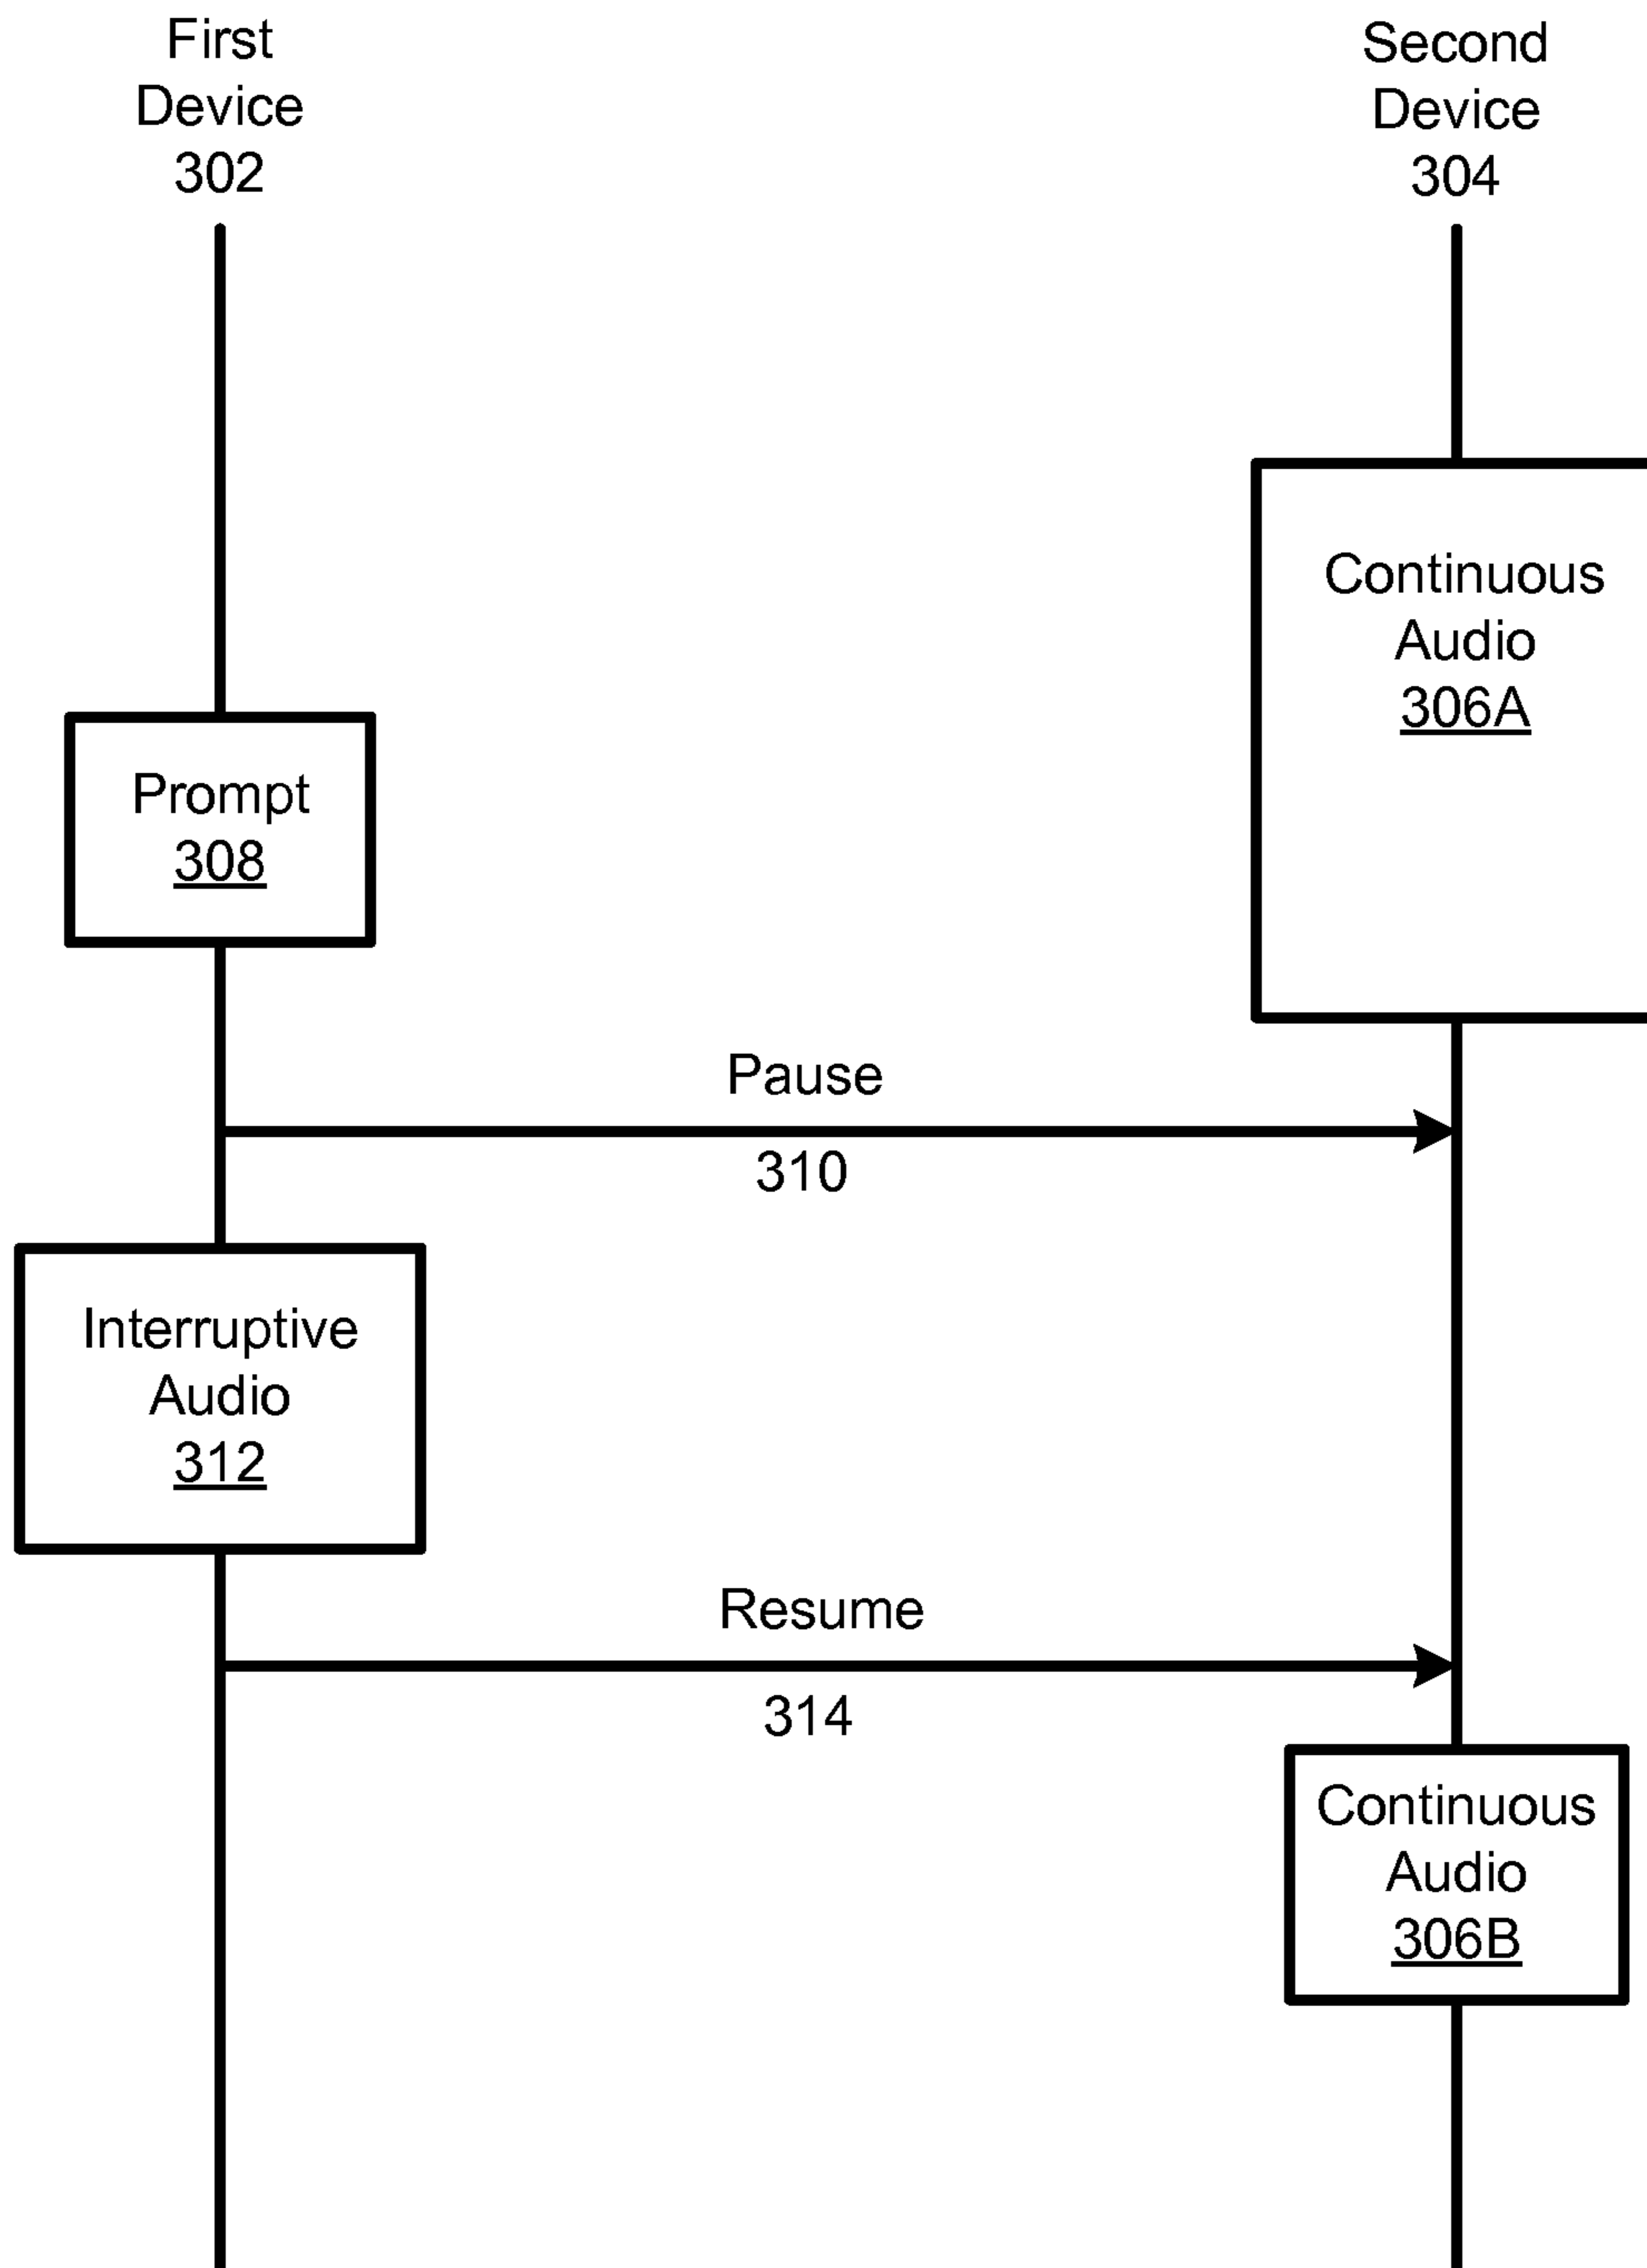 First
Device
302
Second
Device
304
Continuous
Audio
306A
Prompt
308
Pause
310
Interruptive
Audio
312
Resume
314
Continuous
Audio
306B